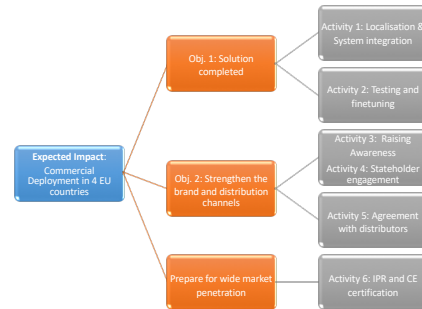 Expected Impact:
Commercial
Deployment in 4 EU
countries
Obj. 1: Solution
completed
Activity 1: Localisation &
System integration
Activity 2: Testing and
finetuning
Obj. 2: Strengthen the
brand and distribution
channels
Activity 3: Raising
Awareness
Activity 4: Stateholder
engagement
Activity 5: Agreement
with distributors
Prepare for wide market
penetration
Activity 6: IPR and CE
certification